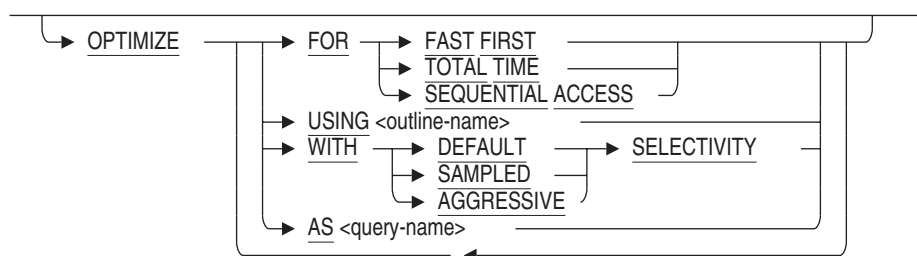 OPTIMIZE FOR FAST FIRST
TOTAL TIME
SEQUENTIAL ACCESS
USING <outline-name>
WITH DEFAULT SELECTIVITY
SAMPLED
AGGRESSIVE
AS <query-name>